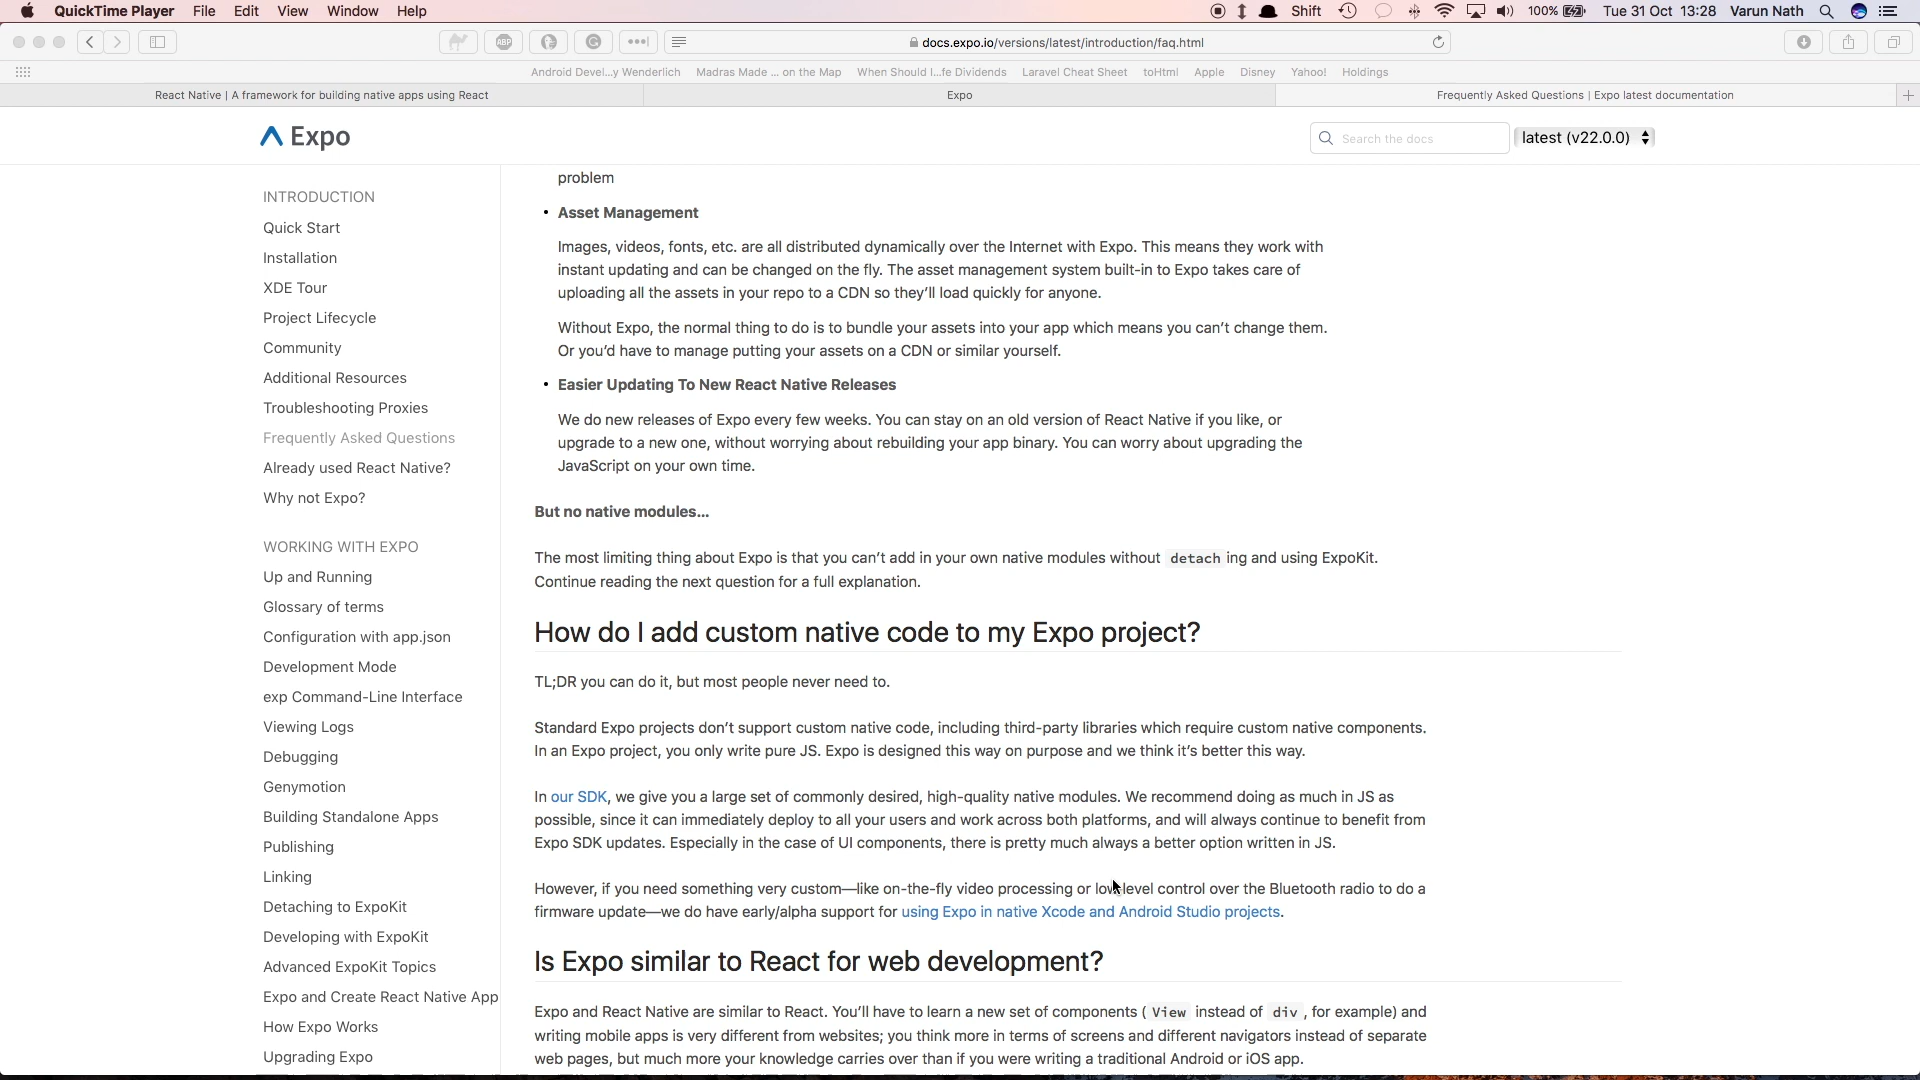 QuickTime Player File Edit View Window Help Shift 100% Tue 31 Oct 13:28 Varun Nath
ABP docs.expo.io/versions/latest/introduction/faq.html
Android Devel...y Wenderlich Madras Made ... on the Map When Should I...fe Dividends Laravel Cheat Sheet toHtml Apple Disney Yahoo! Holdings
React Native | A framework for building native apps using React Expo Frequently Asked Questions | Expo latest documentation
Expo Search the docs latest (v22.0.0)
INTRODUCTION
Quick Start
Installation
XDE Tour
Project Lifecycle
Community
Additional Resources
Troubleshooting Proxies
Frequently Asked Questions
Already used React Native?
Why not Expo?
WORKING WITH EXPO
Up and Running
Glossary of terms
Configuration with app.json
Development Mode
exp Command-Line Interface
Viewing Logs
Debugging
Genymotion
Building Standalone Apps
Publishing
Linking
Detaching to ExpoKit
Developing with ExpoKit
Advanced ExpoKit Topics
Expo and Create React Native App
How Expo Works
Upgrading Expo
problem
• Asset Management
Images, videos, fonts, etc. are all distributed dynamically over the Internet with Expo. This means they work with
instant updating and can be changed on the fly. The asset management system built-in to Expo takes care of
uploading all the assets in your repo to a CDN so they'll load quickly for anyone.
Without Expo, the normal thing to do is to bundle your assets into your app which means you can't change them.
Or you'd have to manage putting your assets on a CDN or similar yourself.
• Easier Updating To New React Native Releases
We do new releases of Expo every few weeks. You can stay on an old version of React Native if you like, or
upgrade to a new one, without worrying about rebuilding your app binary. You can worry about upgrading the
JavaScript on your own time.
But no native modules...
The most limiting thing about Expo is that you can't add in your own native modules without detach ing and using ExpoKit.
Continue reading the next question for a full explanation.
How do I add custom native code to my Expo project?
TL;DR you can do it, but most people never need to.
Standard Expo projects don't support custom native code, including third-party libraries which require custom native components.
In an Expo project, you only write pure JS. Expo is designed this way on purpose and we think it's better this way.
In our SDK, we give you a large set of commonly desired, high-quality native modules. We recommend doing as much in JS as
possible, since it can immediately deploy to all your users and work across both platforms, and will always continue to benefit from
Expo SDK updates. Especially in the case of UI components, there is pretty much always a better option written in JS.
However, if you need something very custom—like on-the-fly video processing or low-level control over the Bluetooth radio to do a
firmware update—we do have early/alpha support for using Expo in native Xcode and Android Studio projects.
Is Expo similar to React for web development?
Expo and React Native are similar to React. You'll have to learn a new set of components ( View instead of div , for example) and
writing mobile apps is very different from websites; you think more in terms of screens and different navigators instead of separate
web pages, but much more your knowledge carries over than if you were writing a traditional Android or iOS app.